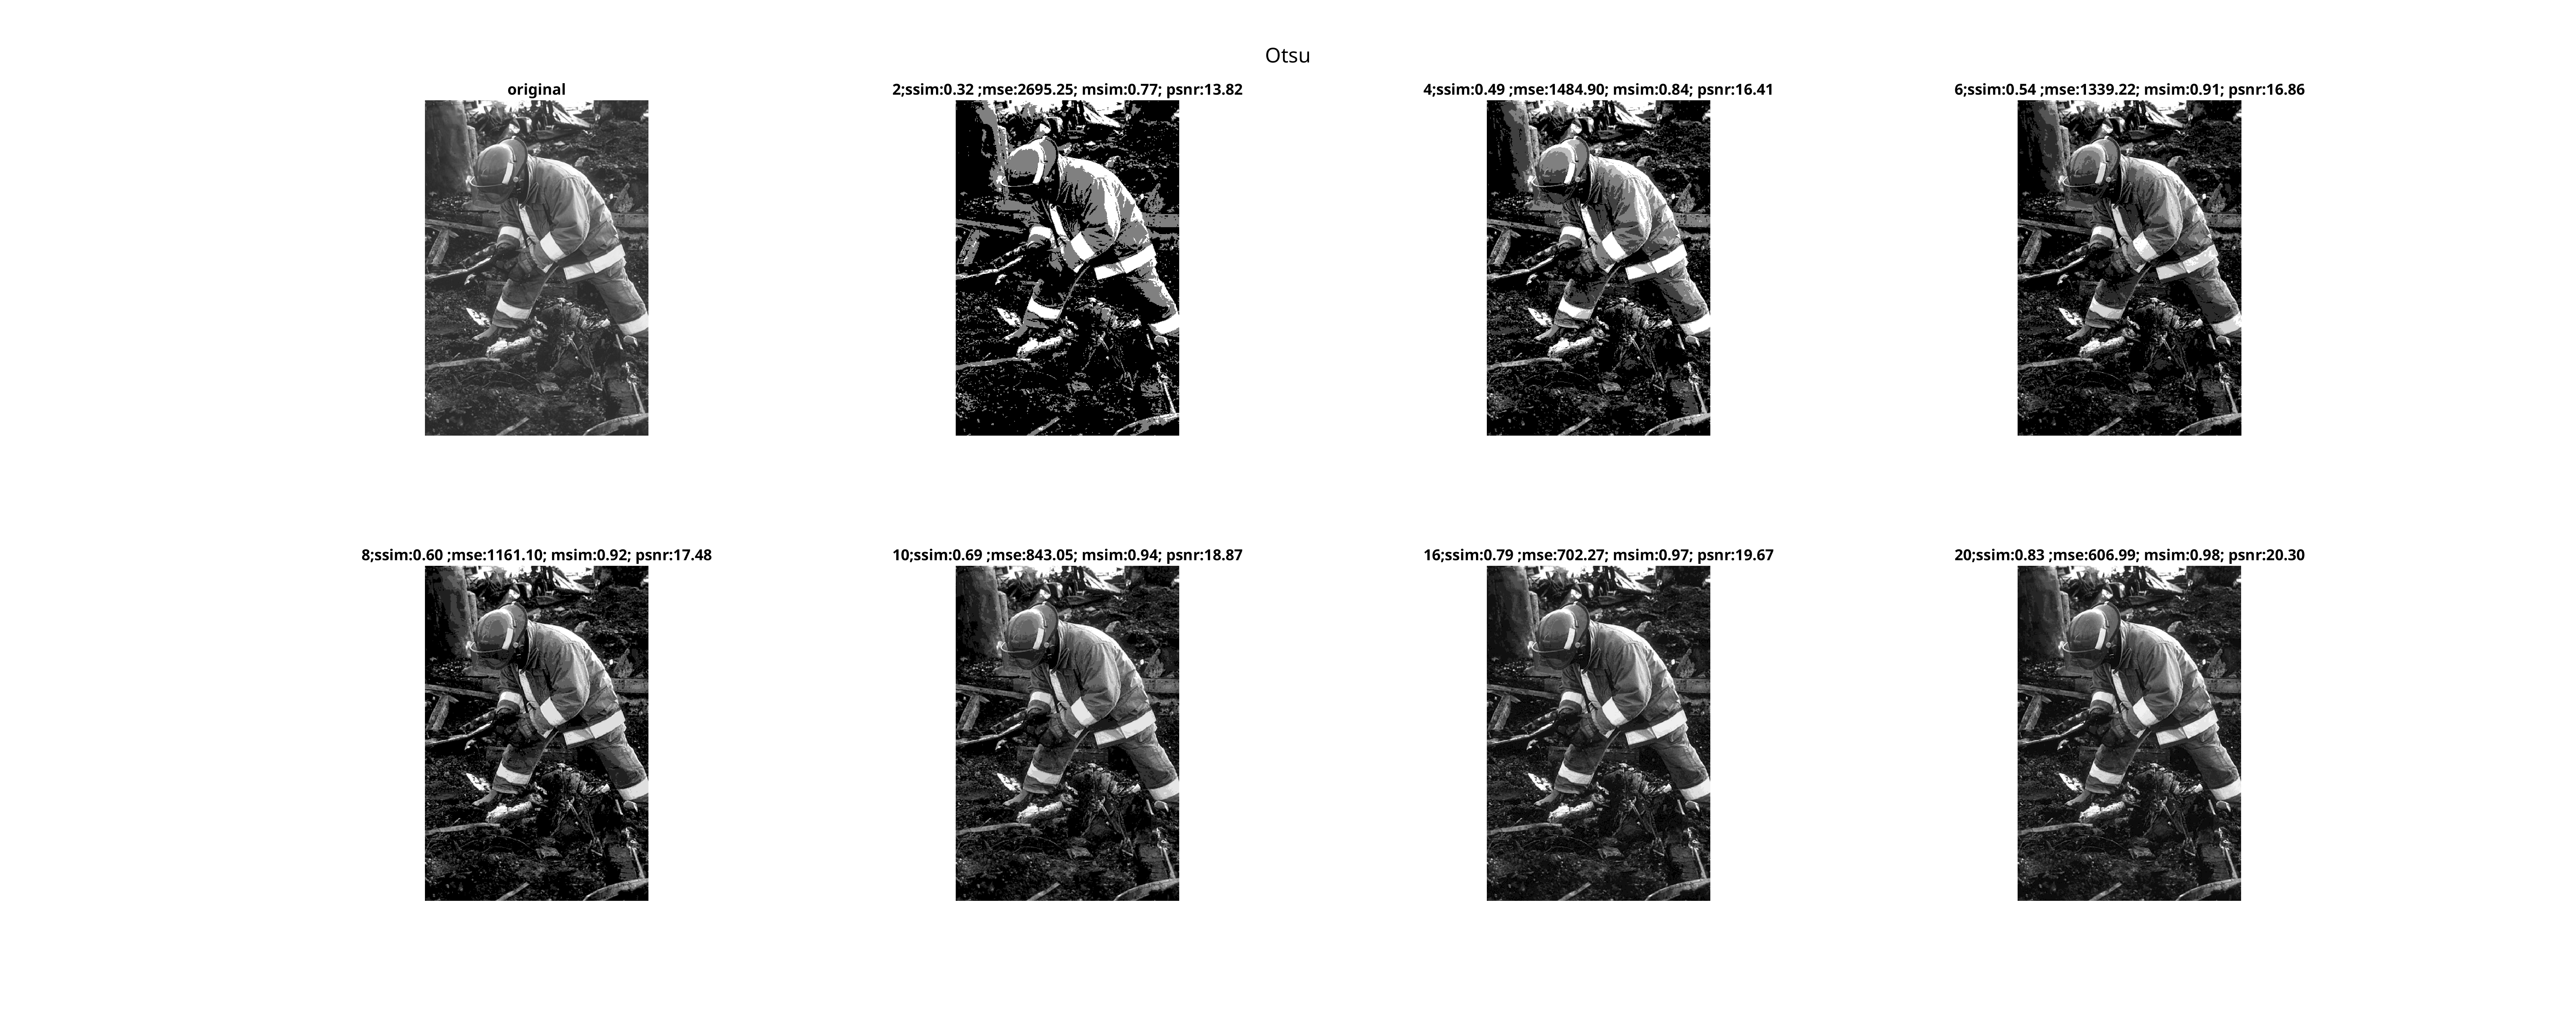 Otsu
original
2;ssim:0.32 ;mse:2695.25; msim:0.77; psnr:13.82
4;ssim:0.49 ;mse:1484.90; msim:0.84; psnr:16.41
6;ssim:0.54 ;mse:1339.22; msim:0.91; psnr:16.86
8;ssim:0.60 ;mse:1161.10; msim:0.92; psnr:17.48
10;ssim:0.69 ;mse:843.05; msim:0.94; psnr:18.87
16;ssim:0.79 ;mse:702.27; msim:0.97; psnr:19.67
20;ssim:0.83 ;mse:606.99; msim:0.98; psnr:20.30